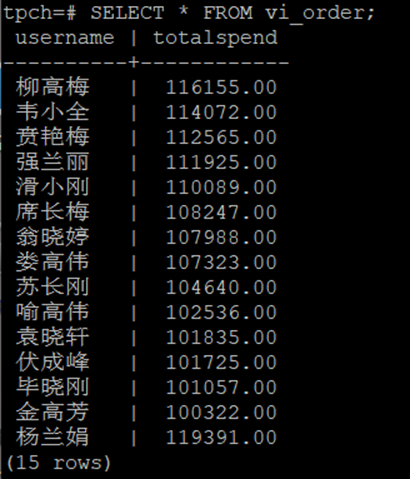 tpch=# SELECT * FROM vi_order;
 username | totalspend
----------+------------
 柳高梅   |  116155.00
 韦小全   |  114072.00
 贲艳梅   |  112565.00
 强兰丽   |  111925.00
 滑小刚   |  110089.00
 席长梅   |  108247.00
 翁晓婷   |  107988.00
 娄高伟   |  107323.00
 苏长刚   |  104640.00
 喻高伟   |  102536.00
 袁晓轩   |  101835.00
 伏成峰   |  101725.00
 毕晓刚   |  101057.00
 金高芳   |  100322.00
 杨兰娟   |  119391.00
(15 rows)